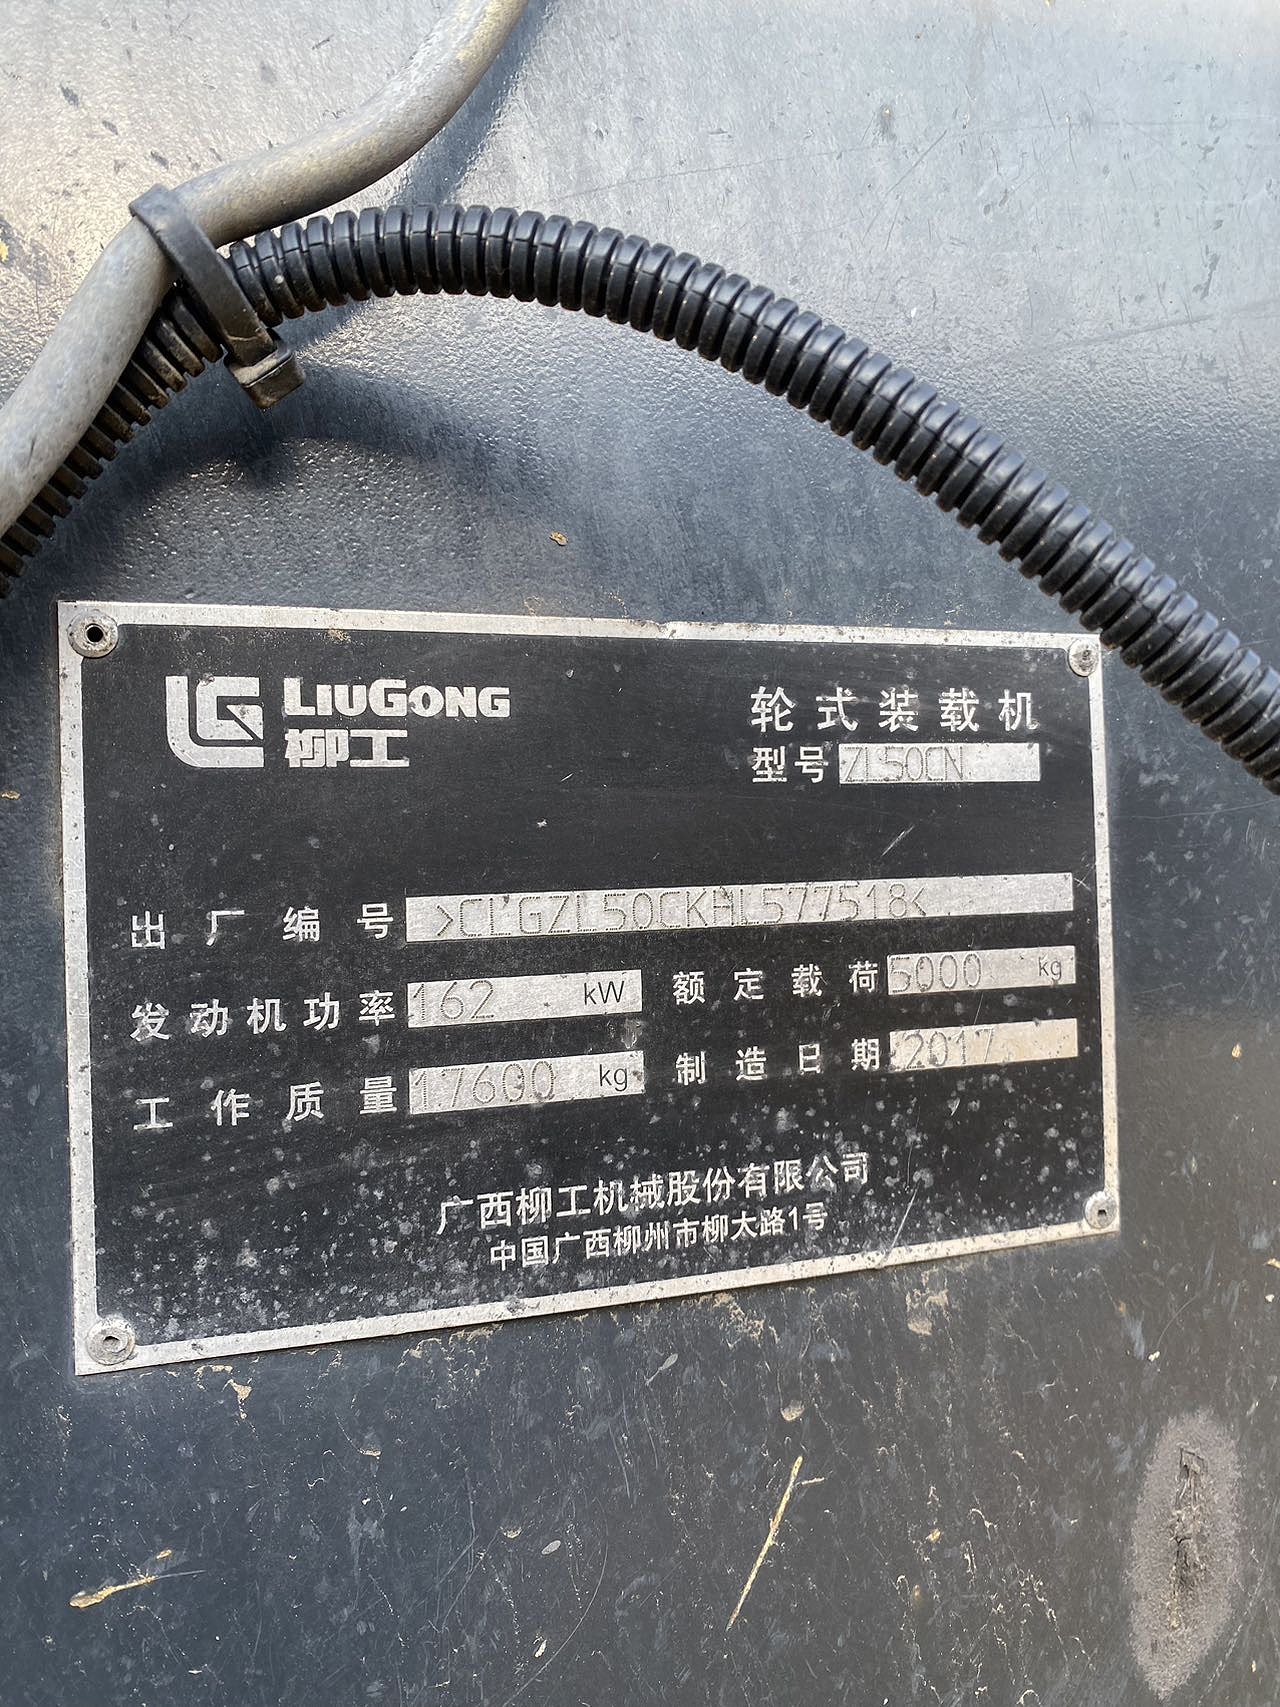 LG LIUGONG
柳工
轮式装载机
型号 ZL50CN
出厂编号 >CLGZL50CKHL577518<
发动机功率 162 kW 额定载荷 5000 kg
工作质量 17600 kg 制造日期 2017
广西柳工机械股份有限公司
中国广西柳州市柳太路1号